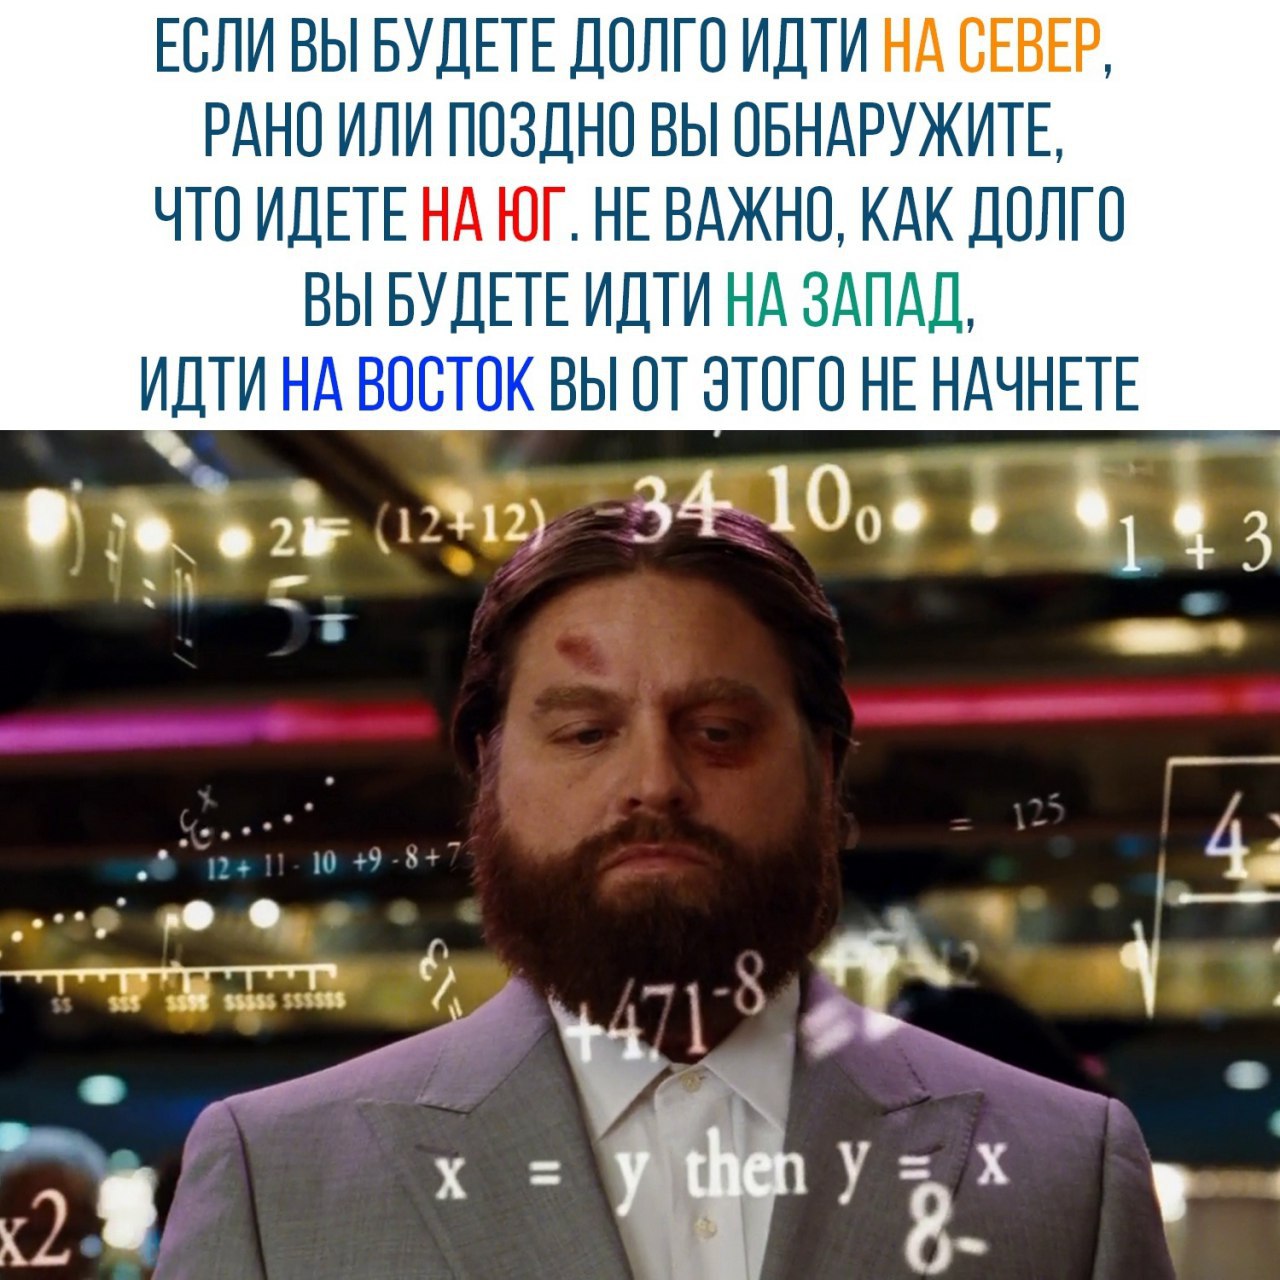 ЕСЛИ ВЫ БУДЕТЕ ДОЛГО ИДТИ НА СЕВЕР,
РАНО ИЛИ ПОЗДНО ВЫ ОБНАРУЖИТЕ,
ЧТО ИДЕТЕ НА ЮГ. НЕ ВАЖНО, КАК ДОЛГО
ВЫ БУДЕТЕ ИДТИ НА ЗАПАД,
ИДТИ НА ВОСТОК ВЫ ОТ ЭТОГО НЕ НАЧНЕТЕ
21= (12+12) -34 10₀
1 + 3
5+
= 125
12 + 11 - 10 +9 -8 + 7
4
$$ $$$ $$$$ $$$$$ $$$$$$
+471-8
x = y then y = x
x2
8-